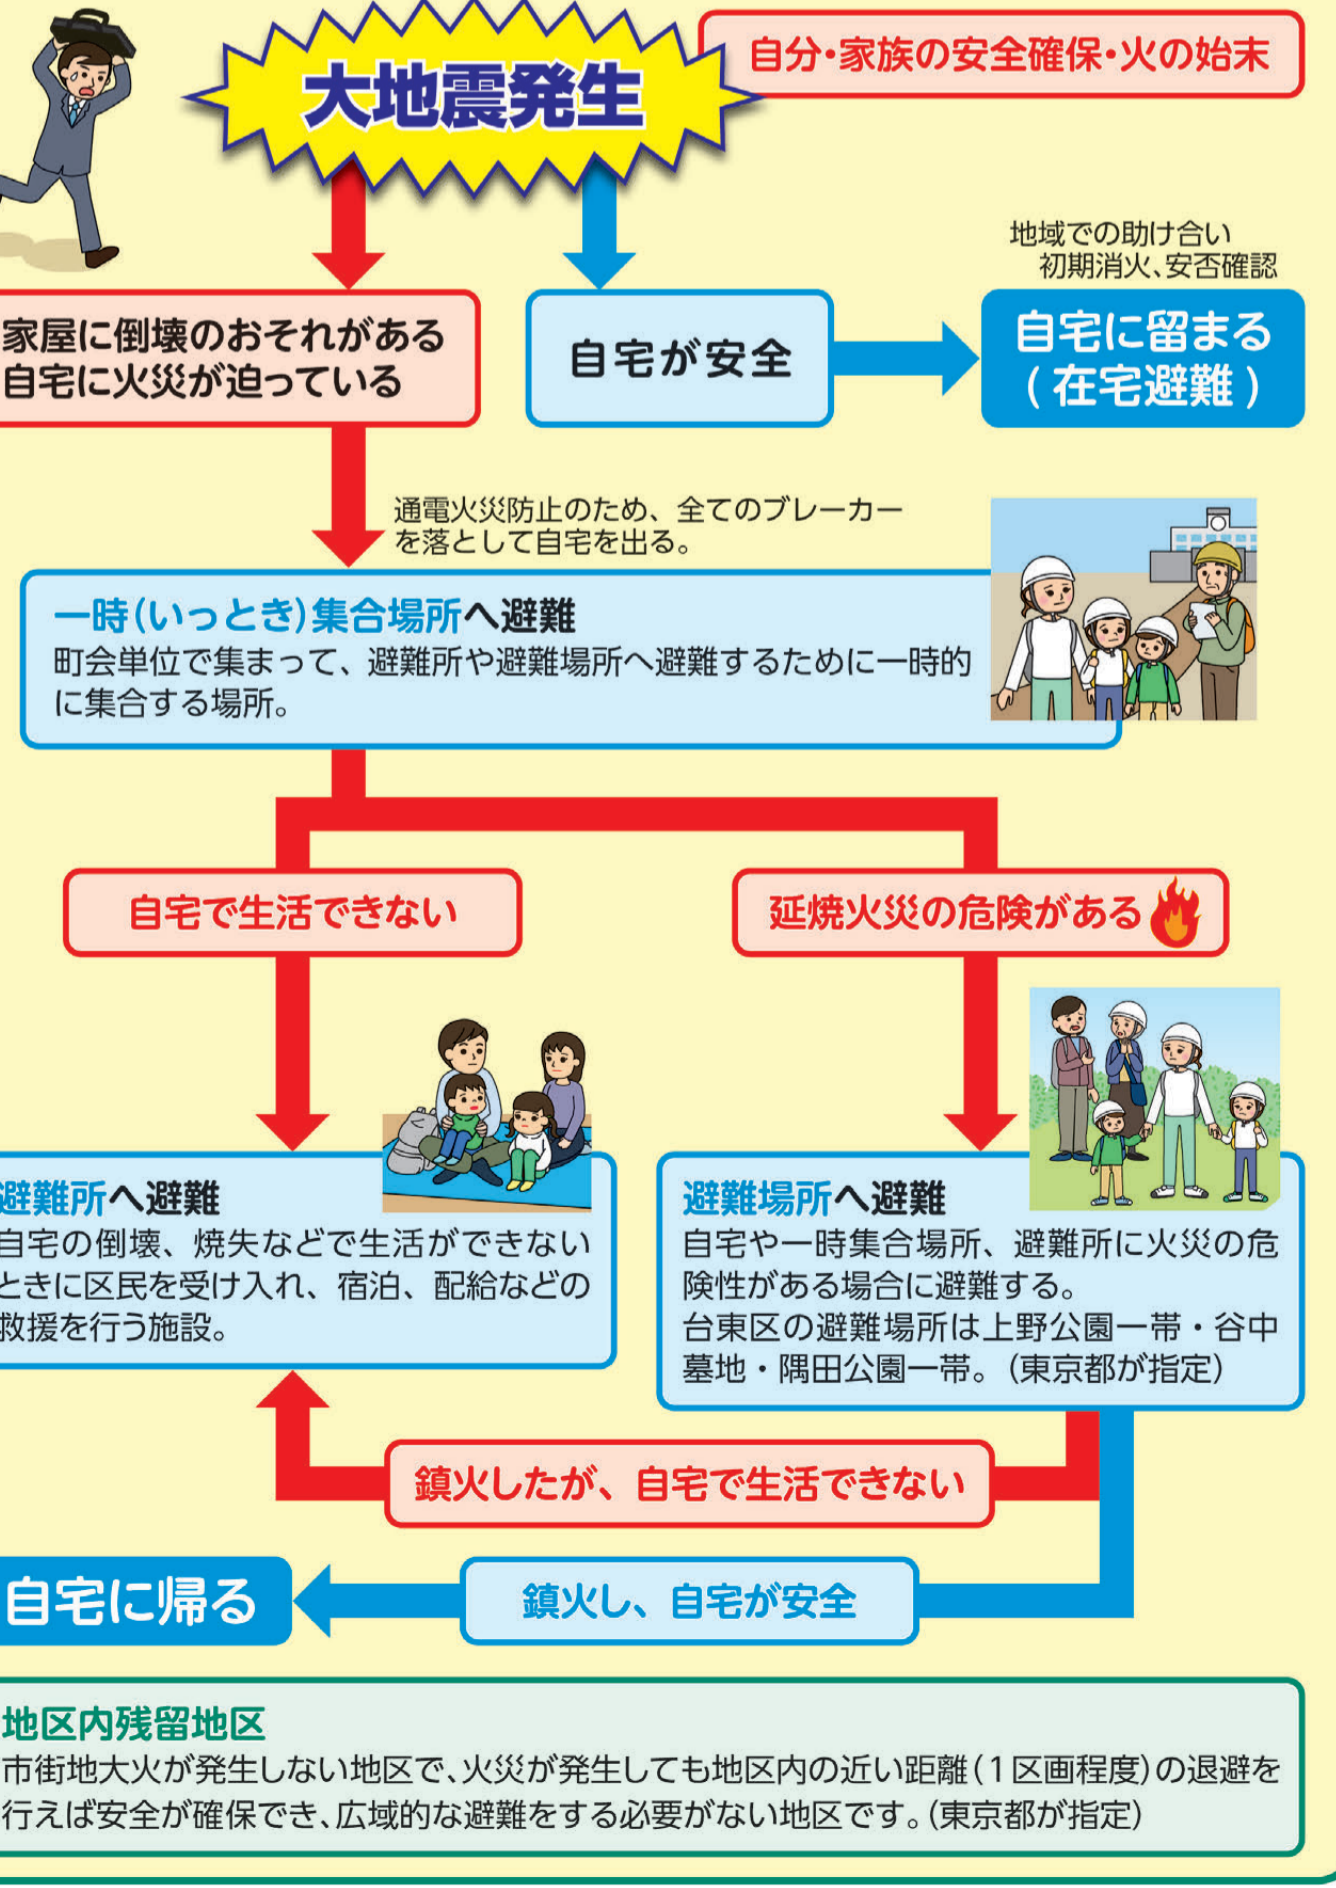 大地震発生
自分・家族の安全確保・火の始末
地域での助け合い
初期消火、安否確認
家屋に倒壊のおそれがある
自宅に火災が迫っている
自宅が安全
自宅に留まる
(在宅避難)
通電火災防止のため、全てのブレーカー
を落として自宅を出る。
一時(いっとき)集合場所へ避難
町会単位で集まって、避難所や避難場所へ避難するために一時的
に集合する場所。
自宅で生活できない
延焼火災の危険がある
避難所へ避難
自宅の倒壊、焼失などで生活ができない
ときに区民を受け入れ、宿泊、配給などの
救援を行う施設。
避難場所へ避難
自宅や一時集合場所、避難所に火災の危
険性がある場合に避難する。
台東区の避難場所は上野公園一帯・谷中
墓地・隅田公園一帯。(東京都が指定)
鎮火したが、自宅で生活できない
自宅に帰る
鎮火し、自宅が安全
地区内残留地区
市街地大火が発生しない地区で、火災が発生しても地区内の近い距離(1区画程度)の退避を
行えば安全が確保でき、広域的な避難をする必要がない地区です。(東京都が指定)